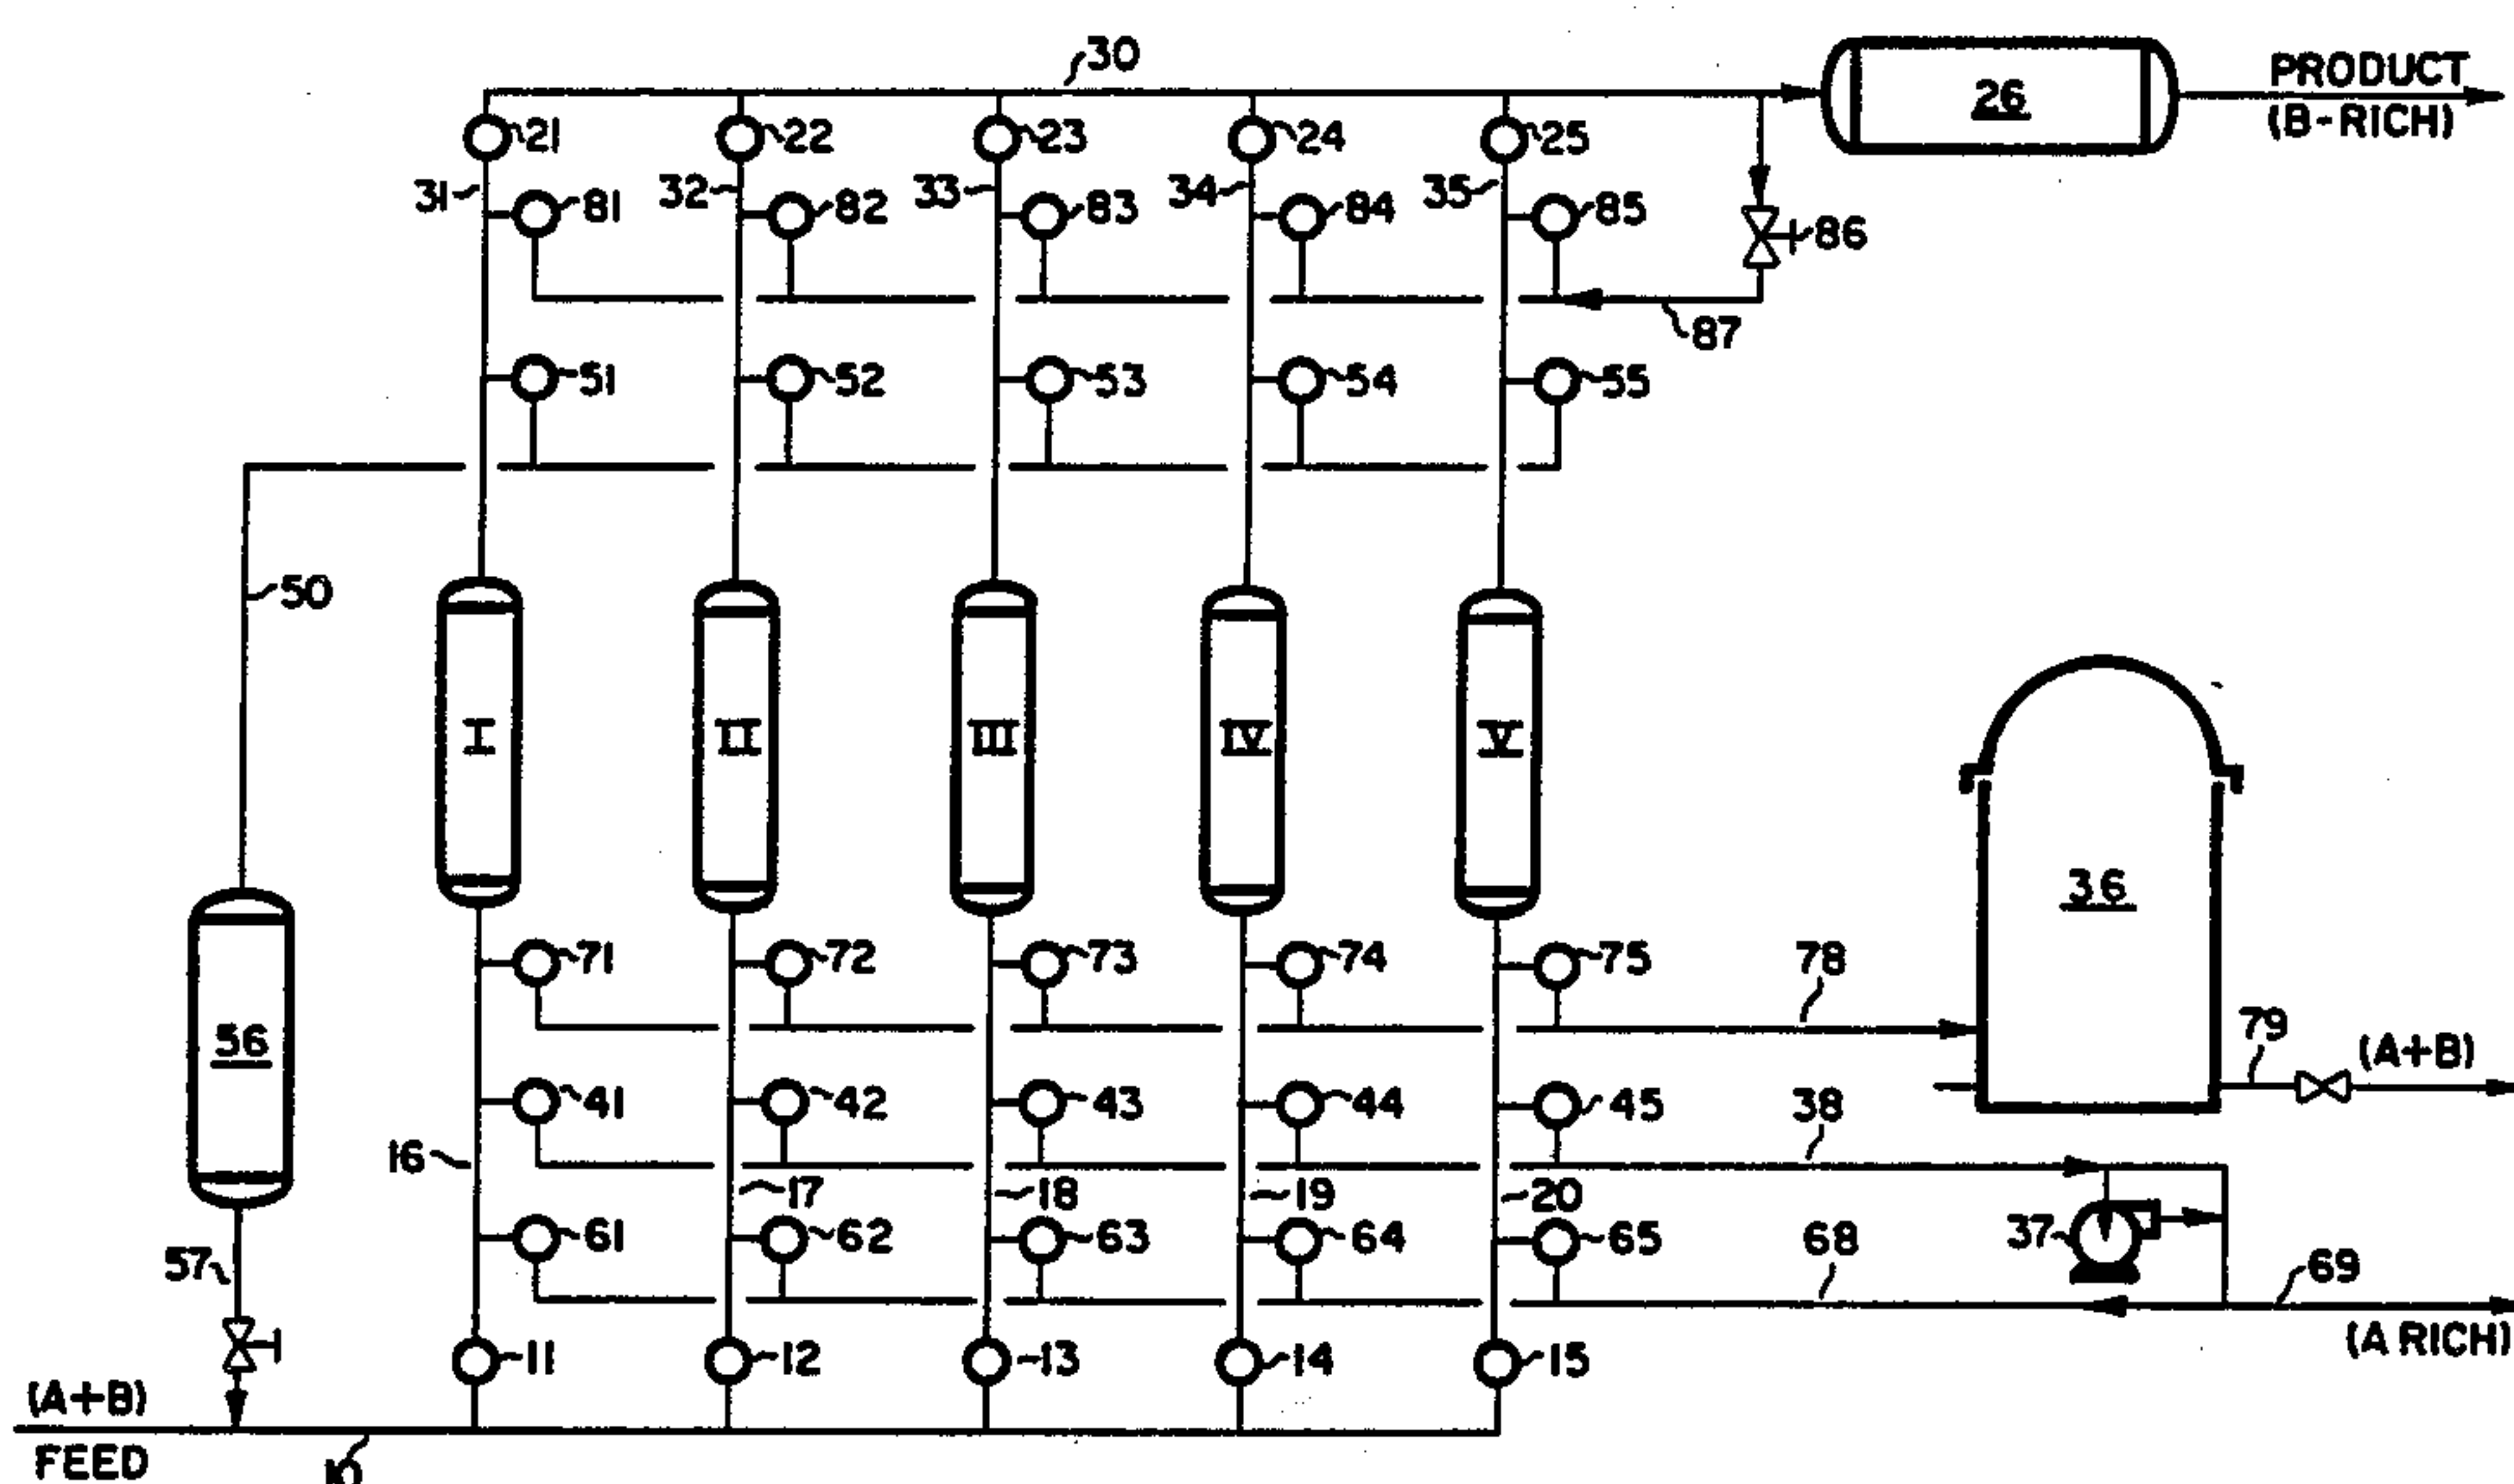 30
PRODUCT
26
(B-RICH)
21 22 23 24 25
31 32 33 34 35
81 82 83 84 85
86
87
51 52 53 54 55
50
I II III IV V
36
71 72 73 74 75 78
56
79
(A+B)
41 42 43 44 45 38
16
17 18 19 20
61 62 63 64 65 68 37
57
69
(A RICH)
11 12 13 14 15
(A+B)
FEED
10